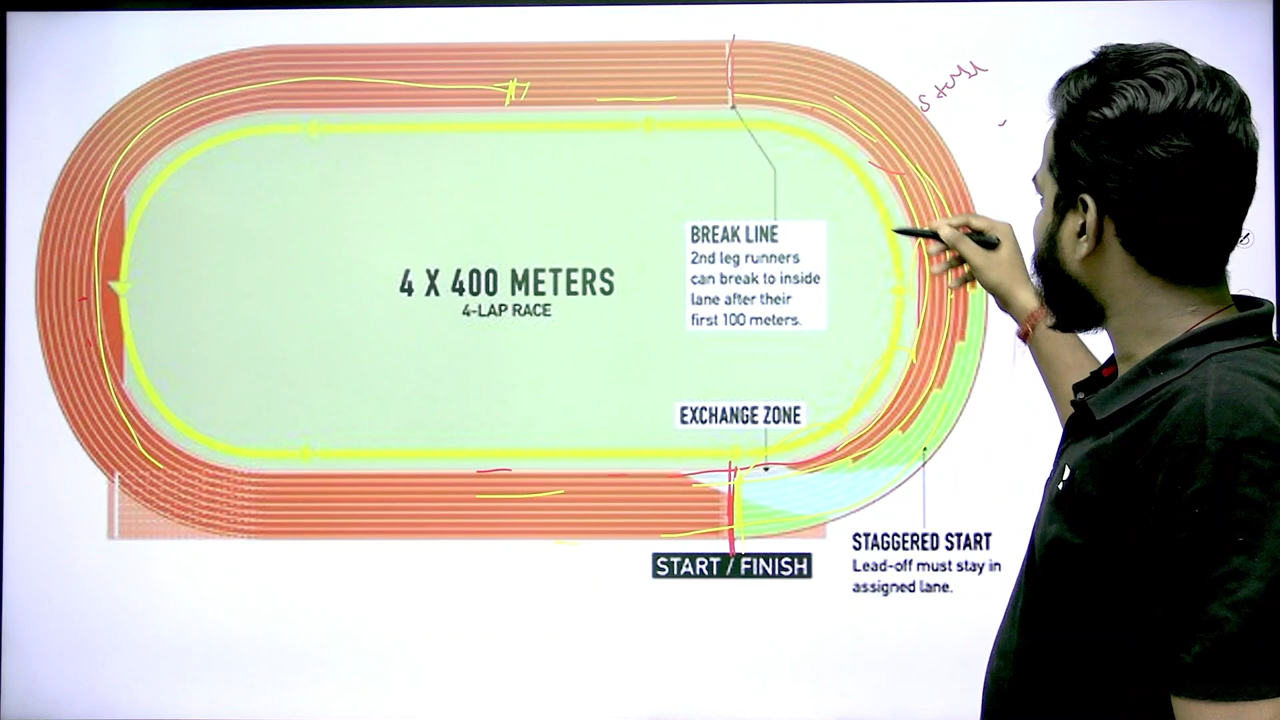 4 X 400 METERS
4-LAP RACE
BREAK LINE
2nd leg runners
can break to inside
lane after their
first 100 meters.
EXCHANGE ZONE
START / FINISH
STAGGERED START
Lead-off must stay in
assigned lane.